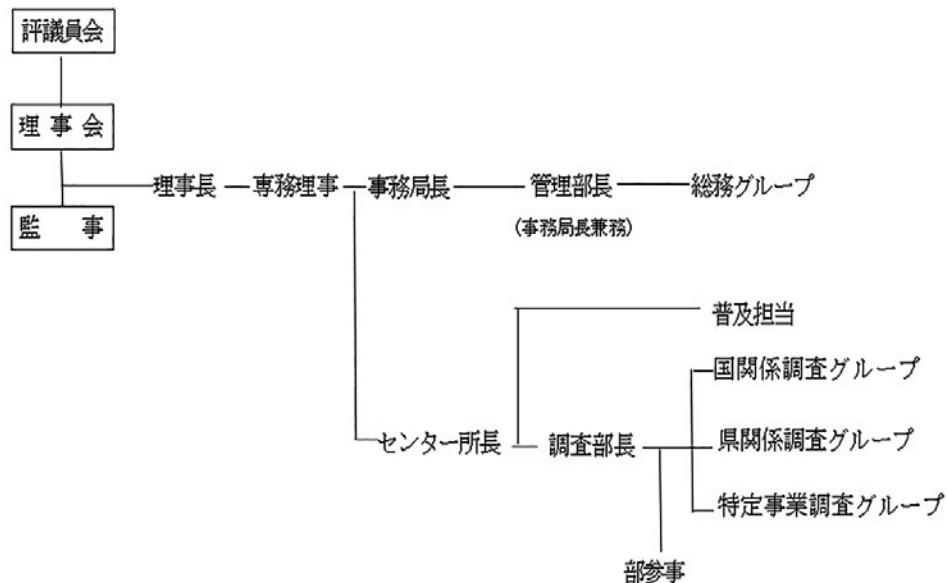 評議員会
理事会
理事長
専務理事
事務局長
管理部長
総務グループ
(事務局長兼務)
監事
普及担当
国関係調査グループ
センター所長
調査部長
県関係調査グループ
特定事業調査グループ
部参事